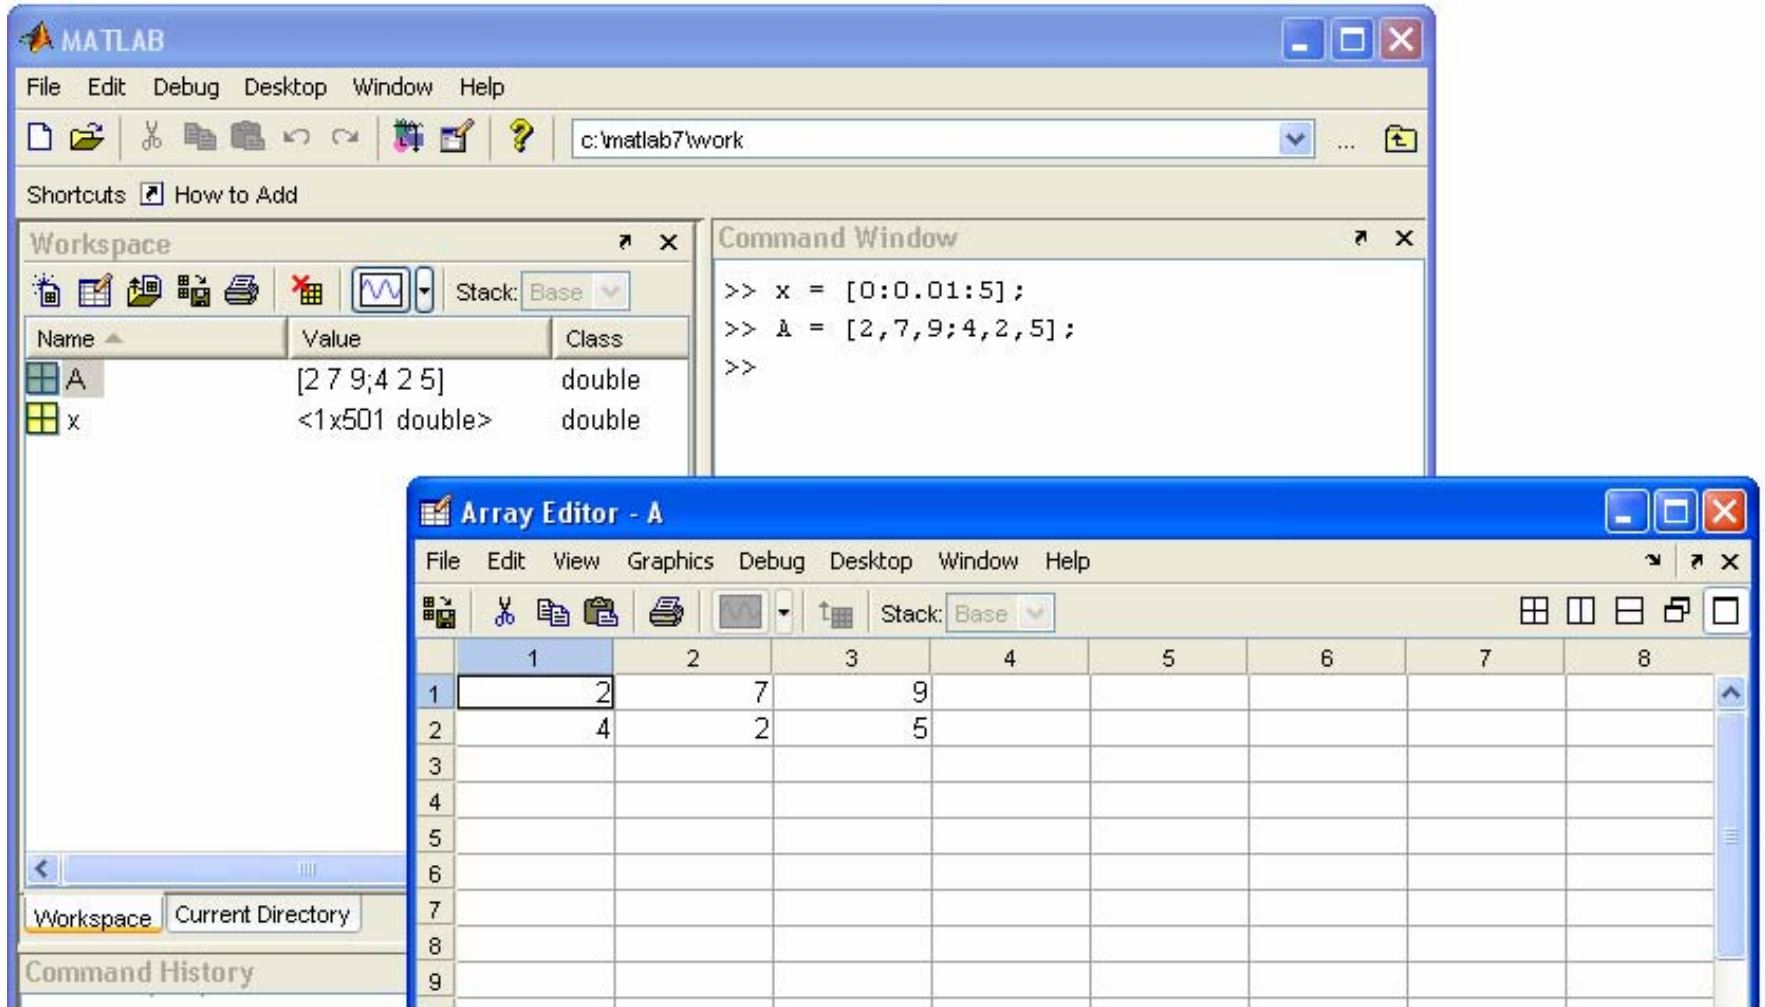 MATLAB
File Edit Debug Desktop Window Help
c:\matlab7\work ...
Shortcuts How to Add
Workspace
Stack: Base
Name Value Class
A [2 7 9;4 2 5] double
x <1x501 double> double
Workspace Current Directory
Command History
Command Window
>> x = [0:0.01:5];
>> A = [2,7,9;4,2,5];
>>
Array Editor - A
File Edit View Graphics Debug Desktop Window Help
Stack: Base
1 2 3 4 5 6 7 8
1 2 7 9
2 4 2 5
3
4
5
6
7
8
9